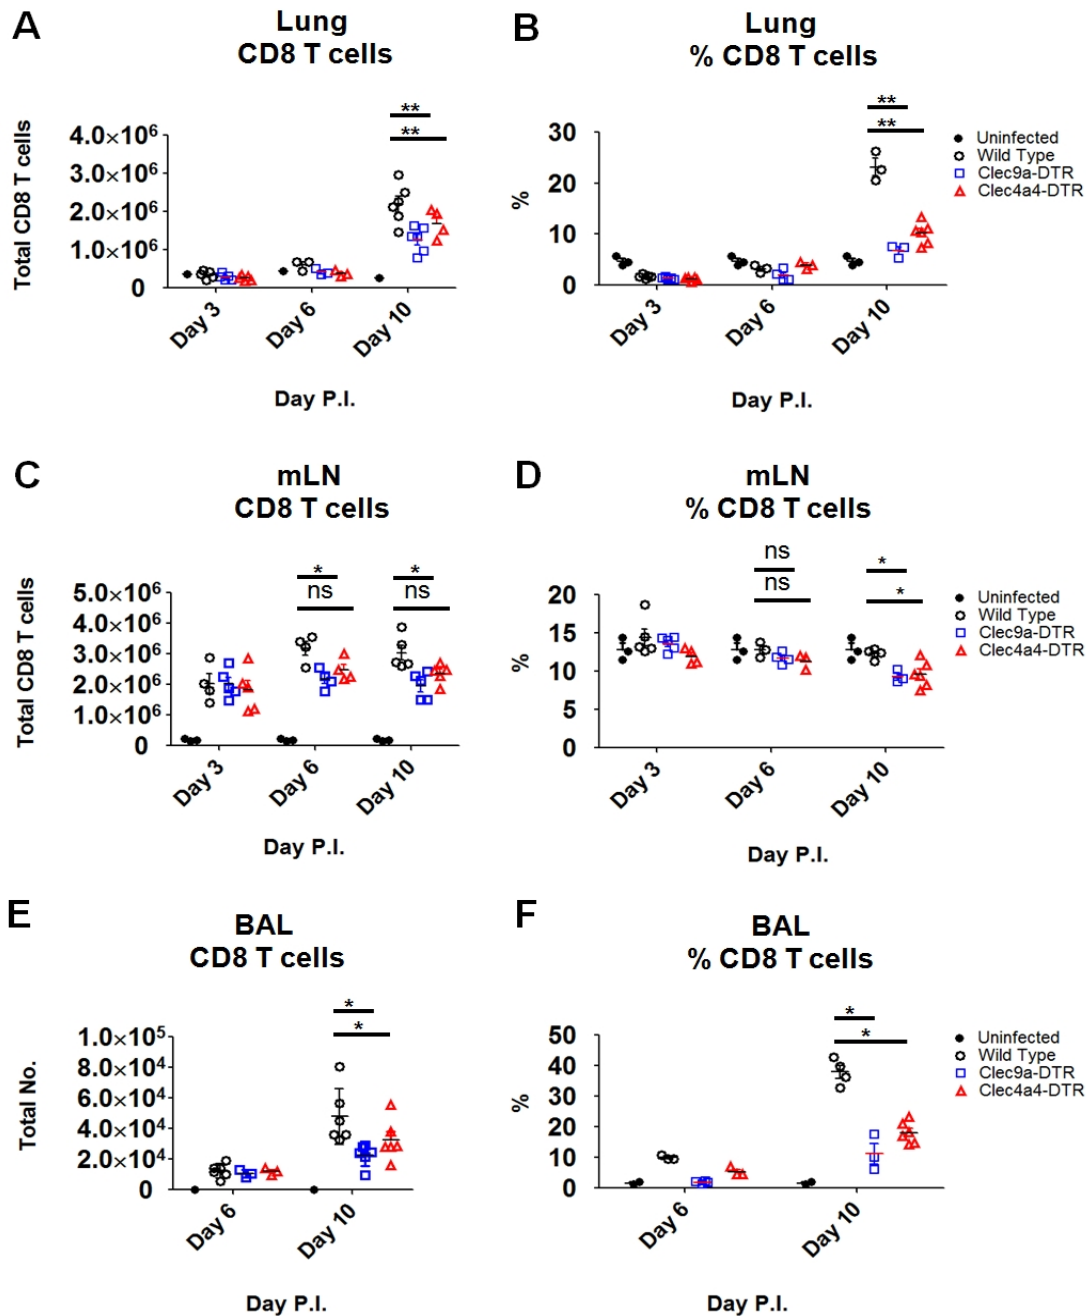 A
Lung
CD8 T cells
Total CD8 T cells
4.0×10⁶
3.0×10⁶
2.0×10⁶
1.0×10⁶
0
**
**
Day 3
Day 6
Day 10
Day P.I.
B
Lung
% CD8 T cells
%
30
20
10
0
**
**
Day 3
Day 6
Day 10
Day P.I.
Uninfected
Wild Type
Clec9a-DTR
Clec4a4-DTR
C
mLN
CD8 T cells
Total CD8 T cells
5.0×10⁶
4.0×10⁶
3.0×10⁶
2.0×10⁶
1.0×10⁶
0
*
ns
*
ns
Day 3
Day 6
Day 10
Day P.I.
D
mLN
% CD8 T cells
%
20
15
10
5
0
ns
ns
*
*
Day 3
Day 6
Day 10
Day P.I.
Uninfected
Wild Type
Clec9a-DTR
Clec4a4-DTR
E
BAL
CD8 T cells
Total No.
1.0×10⁵
8.0×10⁴
6.0×10⁴
4.0×10⁴
2.0×10⁴
0
*
*
Day 6
Day 10
Day P.I.
F
BAL
% CD8 T cells
%
50
40
30
20
10
0
*
*
Day 6
Day 10
Day P.I.
Uninfected
Wild Type
Clec9a-DTR
Clec4a4-DTR